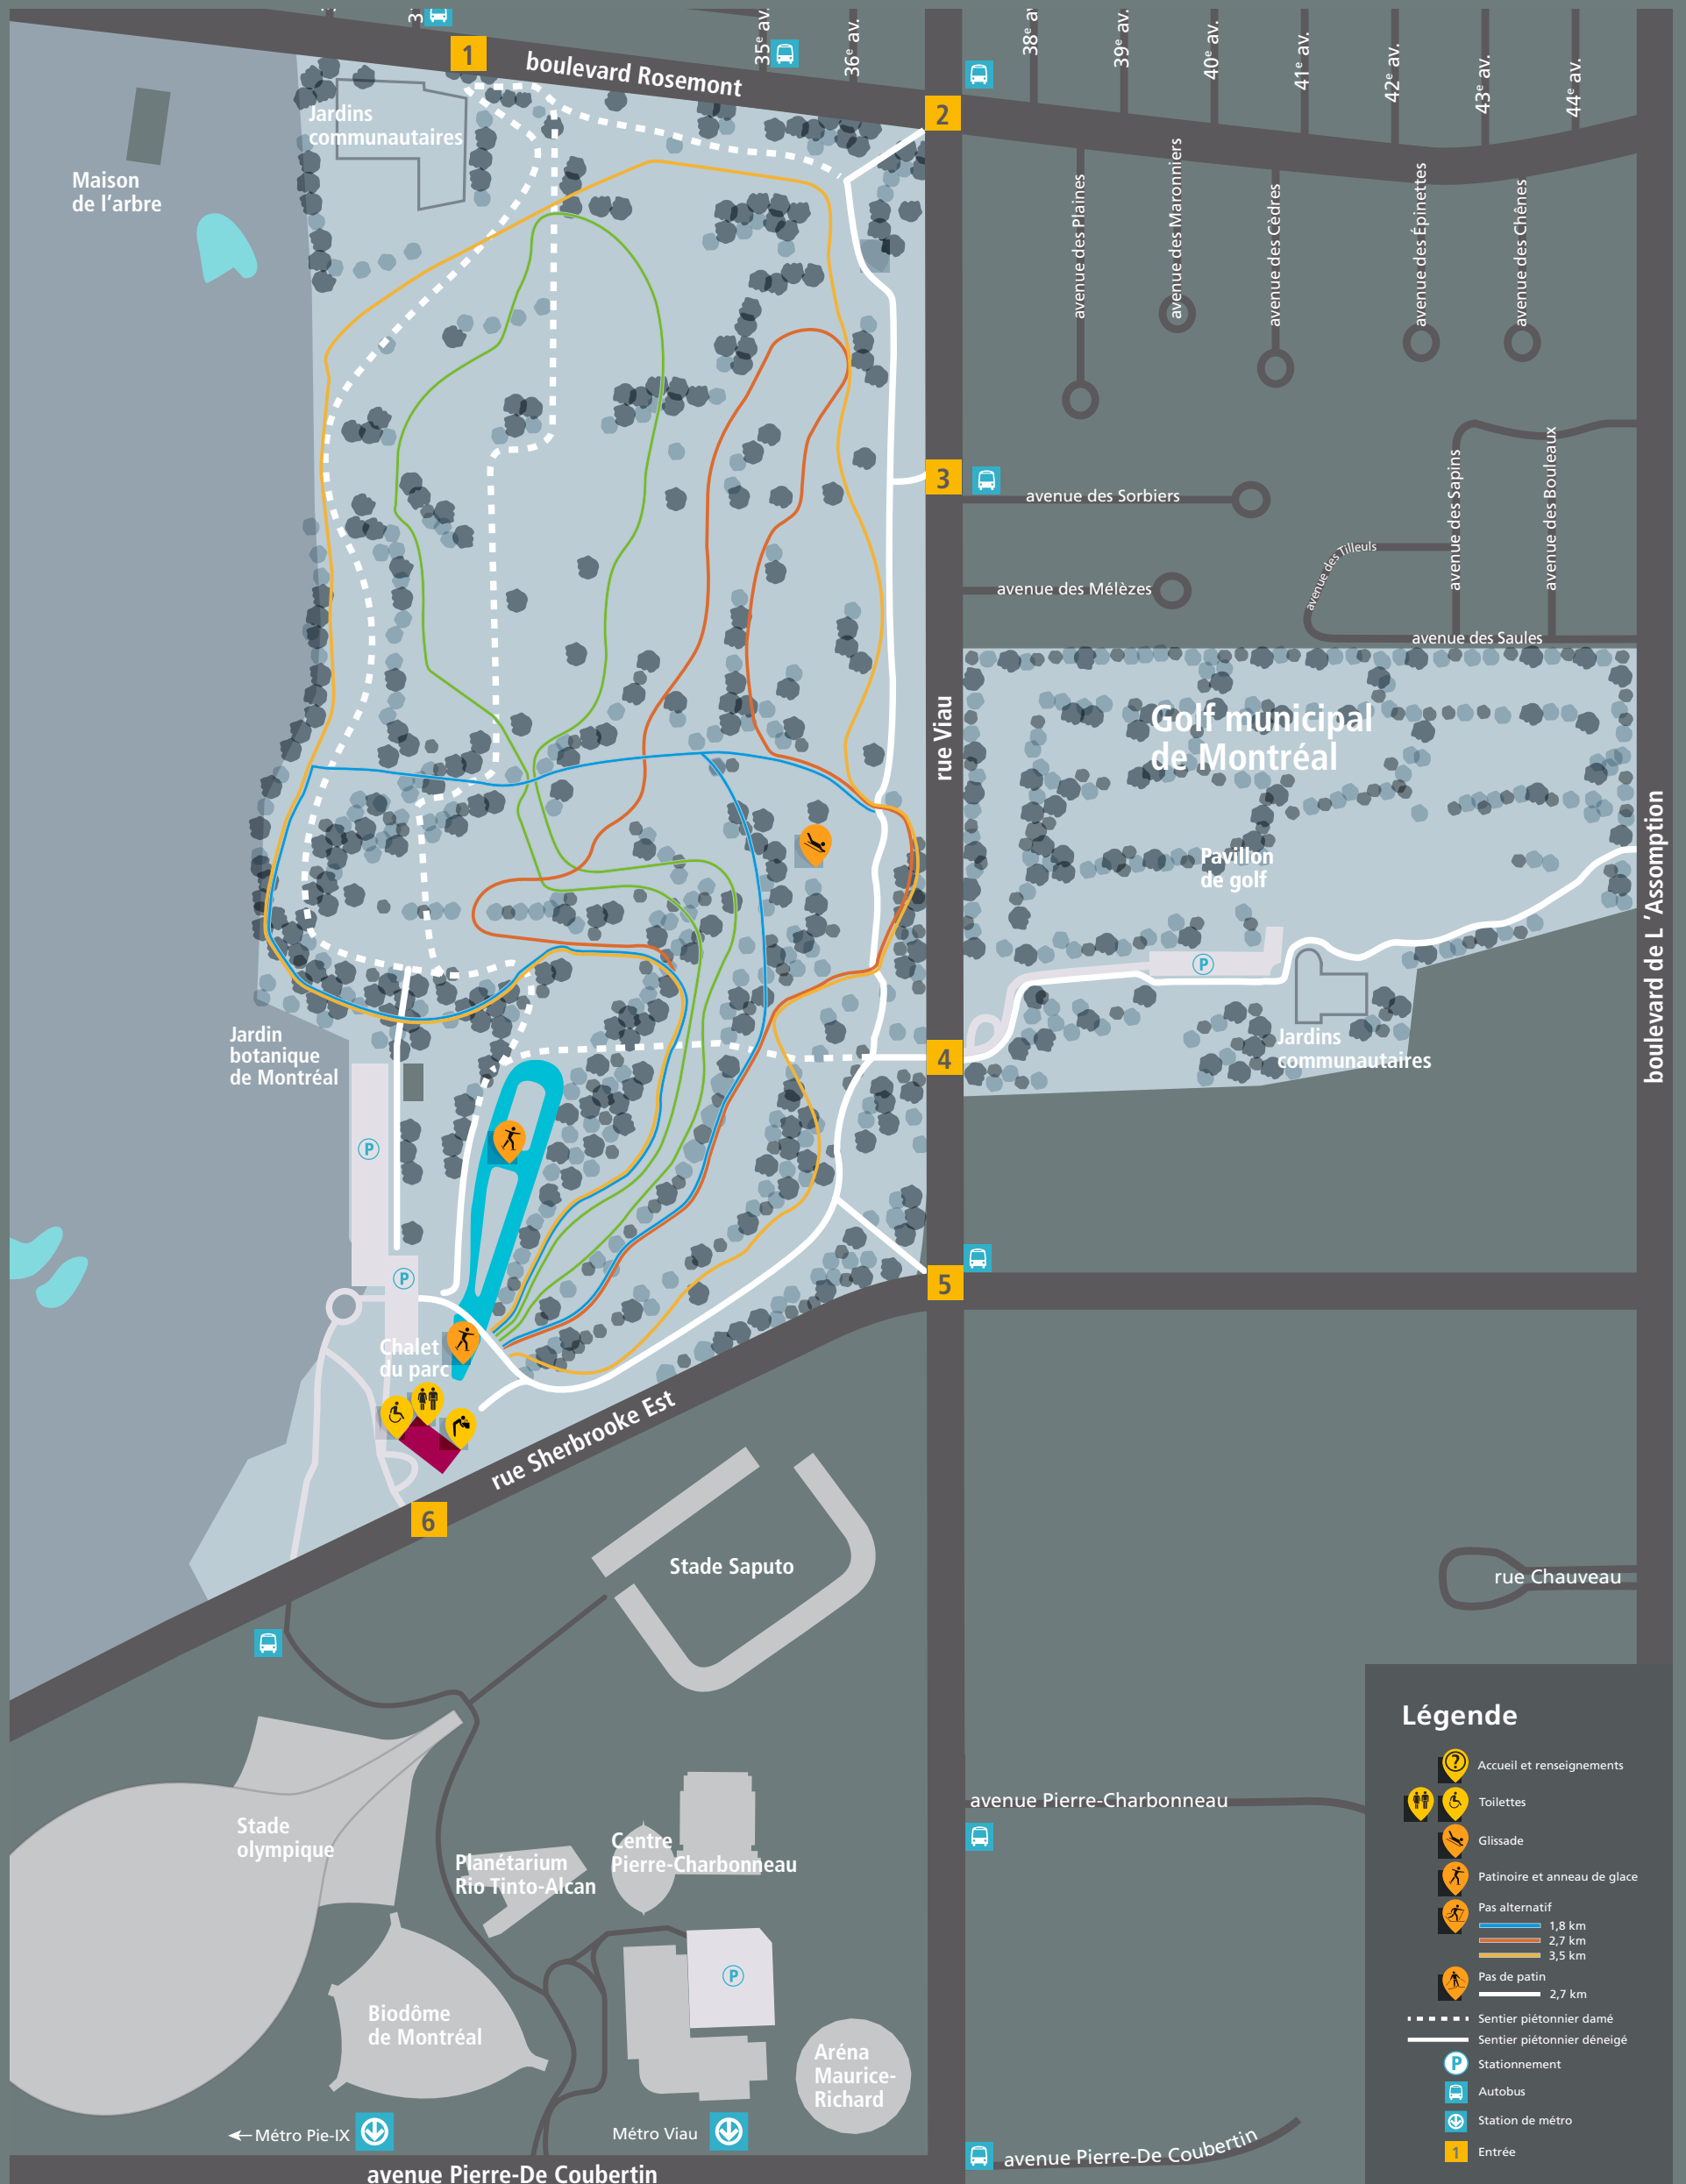 1
boulevard Rosemont
35e av.
36e av.
2
38e a
39e av.
40e av.
41e av.
42e av.
43e av.
44e av.
Jardins
communautaires
Maison
de l'arbre
avenue des Plaines
avenue des Maronniers
avenue des Cèdres
avenue des Épinettes
avenue des Chênes
3
avenue des Sorbiers
avenue des Sapins
avenue des Bouleaux
avenue des Tilleuls
avenue des Mélèzes
avenue des Saules
rue Viau
Golf municipal
de Montréal
Pavillon
de golf
boulevard de L 'Assomption
P
Jardin
botanique
de Montréal
4
Jardins
communautaires
P
P
5
Chalet
du parc
rue Sherbrooke Est
6
Stade Saputo
rue Chauveau
Stade
olympique
Planétarium
Rio Tinto-Alcan
Centre
Pierre-Charbonneau
avenue Pierre-Charbonneau
P
Biodôme
de Montréal
Aréna
Maurice-
Richard
Métro Pie-IX
Métro Viau
avenue Pierre-De Coubertin
avenue Pierre-De Coubertin
Légende
? Accueil et renseignements
Toilettes
Glissade
Patinoire et anneau de glace
Pas alternatif
1,8 km
2,7 km
3,5 km
Pas de patin
2,7 km
Sentier piétonnier damé
Sentier piétonnier déneigé
P Stationnement
Autobus
Station de métro
1 Entrée